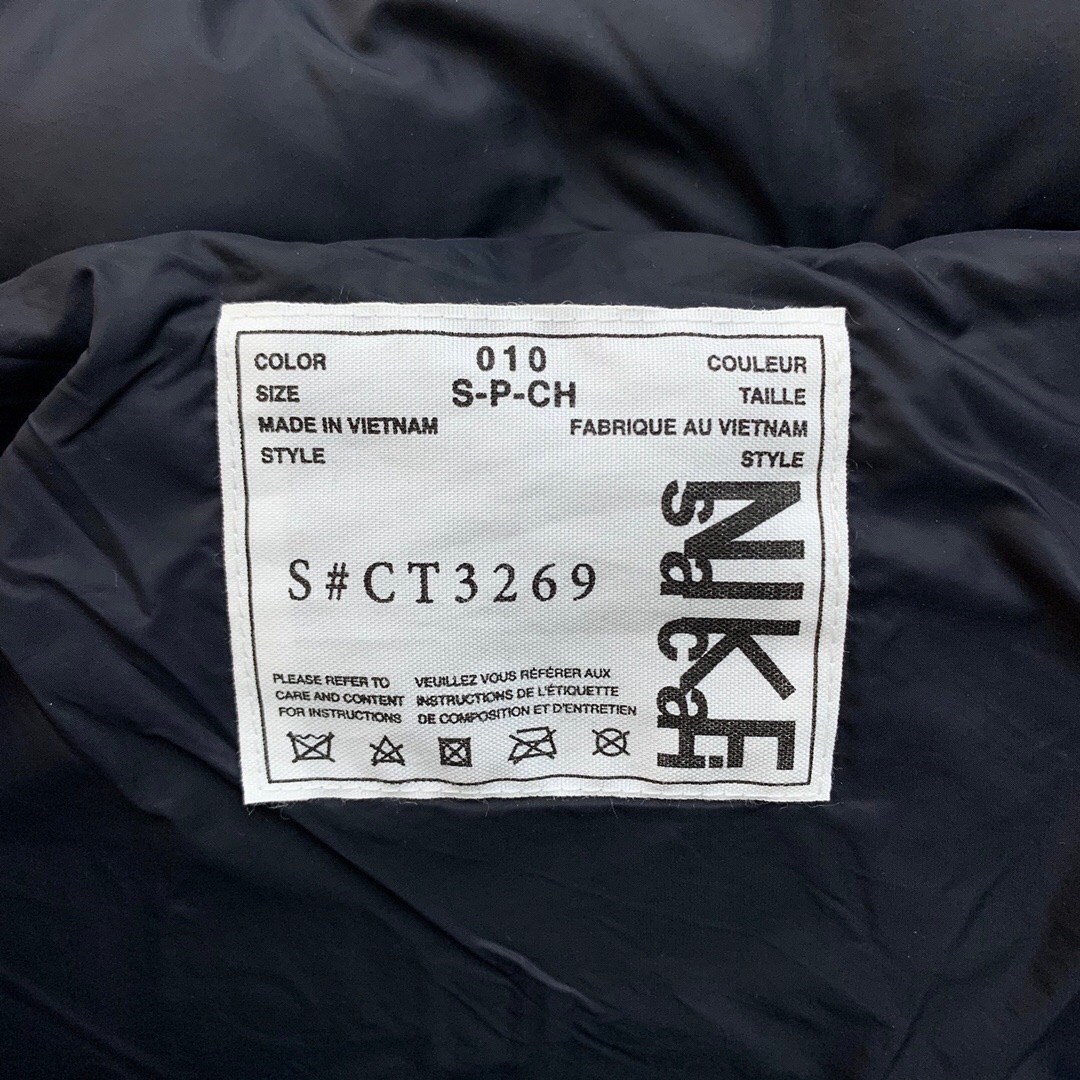 COLOR 010 COULEUR
SIZE S-P-CH TAILLE
MADE IN VIETNAM FABRIQUE AU VIETNAM
STYLE STYLE
S#CT3269
NIKE
sacai
PLEASE REFER TO VEUILLEZ VOUS RÉFÉRER AUX
CARE AND CONTENT INSTRUCTIONS DE L'ÉTIQUETTE
FOR INSTRUCTIONS DE COMPOSITION ET D'ENTRETIEN